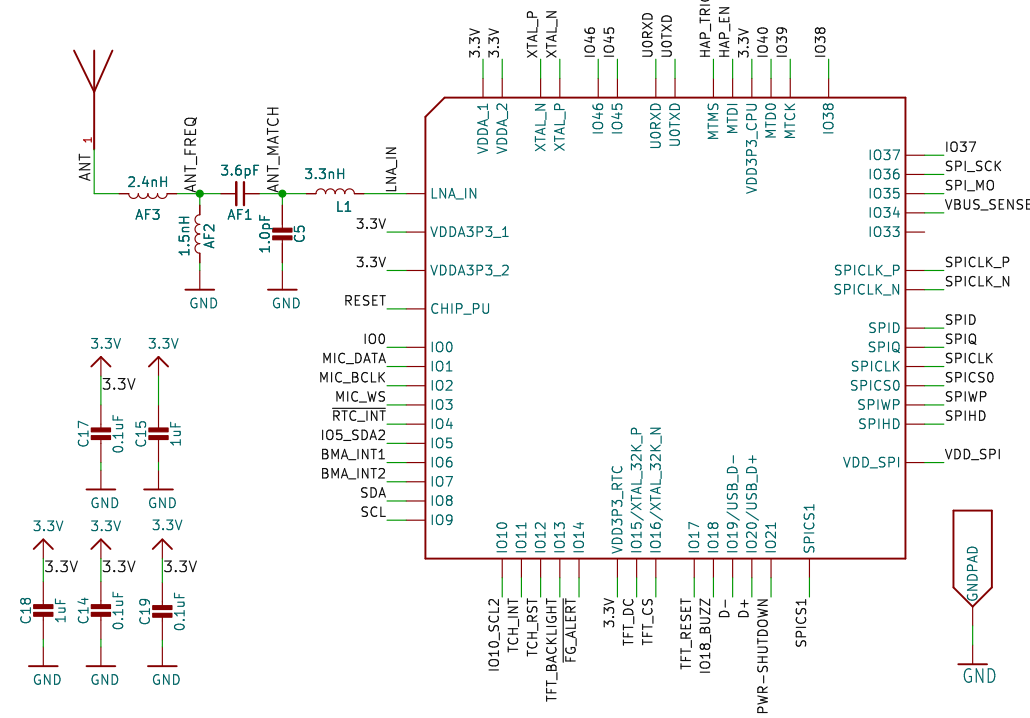 3.3V
3.3V
XTAL_P
XTAL_N
IO46
IO45
U0RXD
U0TXD
HAP_EN
3.3V
IO40
IO39
IO38
VDDA_1
VDDA_2
XTAL_N
XTAL_P
IO46
IO45
U0RXD
U0TXD
MTMS
MTDI
VDD3P3_CPU
MTDO
MTCK
IO38
ANT 1
2.4nH
AF3
ANT_FREQ
1.5nH
AF2
GND
3.6pF
AF1
ANT_MATCH
1.0pF
C5
GND
3.3nH
L1
LNA_IN
LNA_IN
3.3V VDDA3P3_1
3.3V VDDA3P3_2
RESET CHIP_PU
IO0 IO0
MIC_DATA IO1
MIC_BCLK IO2
MIC_WS IO3
RTC_INT IO4
IO5_SDA2 IO5
BMA_INT1 IO6
BMA_INT2 IO7
SDA IO8
SCL IO9
IO37 IO37
IO36 SPI_SCK
IO35 SPI_MO
IO34 VBUS_SENSE
IO33
SPICLK_P SPICLK_P
SPICLK_N SPICLK_N
SPID SPID
SPIQ SPIQ
SPICLK SPICLK
SPICS0 SPICS0
SPIWP SPIWP
SPIHD SPIHD
VDD_SPI VDD_SPI
IO10
IO11
IO12
IO13
IO14
VDD3P3_RTC
IO15/XTAL_32K_P
IO16/XTAL_32K_N
IO17
IO18
IO19/USB_D-
IO20/USB_D+
IO21
SPICS1
IO10_SCL2
TCH_INT
TCH_RST
TFT_BACKLIGHT
FG_ALERT
3.3V
TFT_DC
TFT_CS
TFT_RESET
IO18_BUZZ
D-
D+
PWR-SHUTDOWN
SPICS1
3.3V
3.3V
C17
0.1uF
GND
3.3V
C15
1uF
GND
3.3V
3.3V
C18
1uF
GND
3.3V
3.3V
C14
0.1uF
GND
3.3V
3.3V
C19
0.1uF
GND
GNDPAD
GND